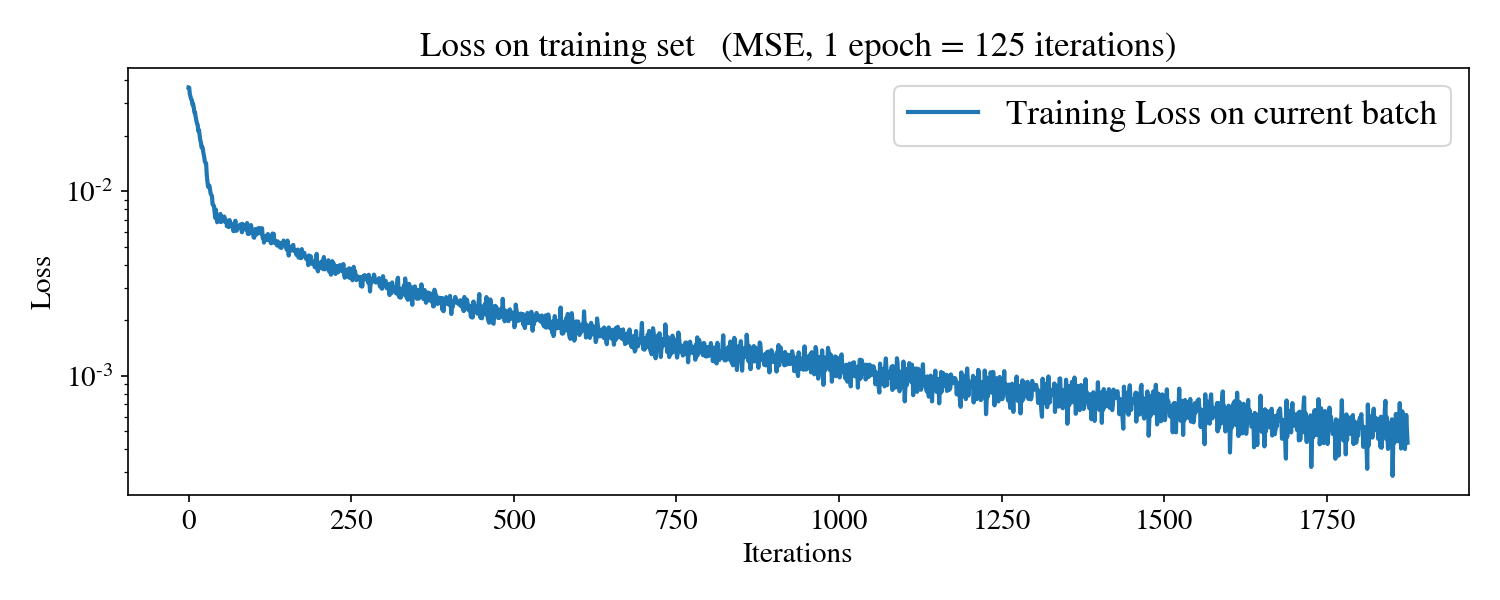 Loss on training set (MSE, 1 epoch = 125 iterations)
Training Loss on current batch
Loss
10-2
10-3
0 250 500 750 1000 1250 1500 1750
Iterations